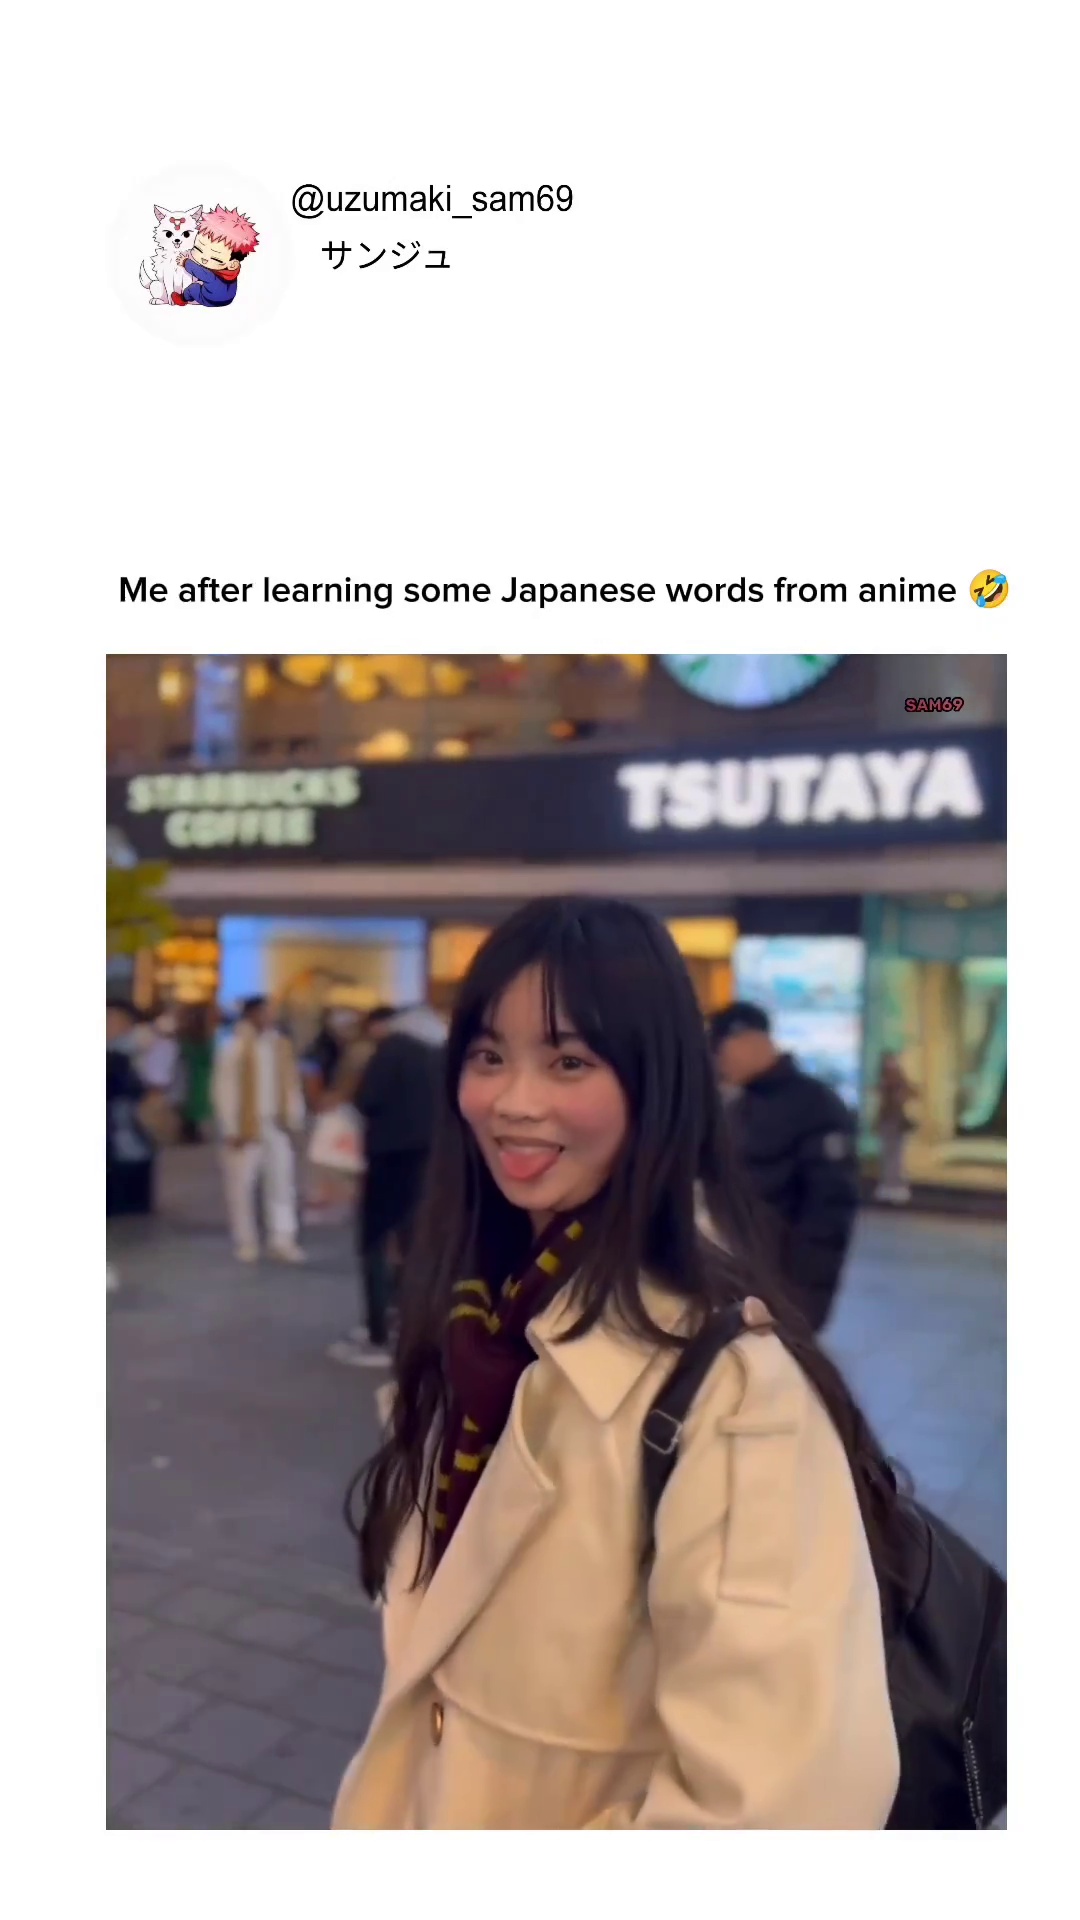 @uzumaki_sam69
サンジュ
Me after learning some Japanese words from anime 🤣
SAM69
STARBUCKS
COFFEE
TSUTAYA